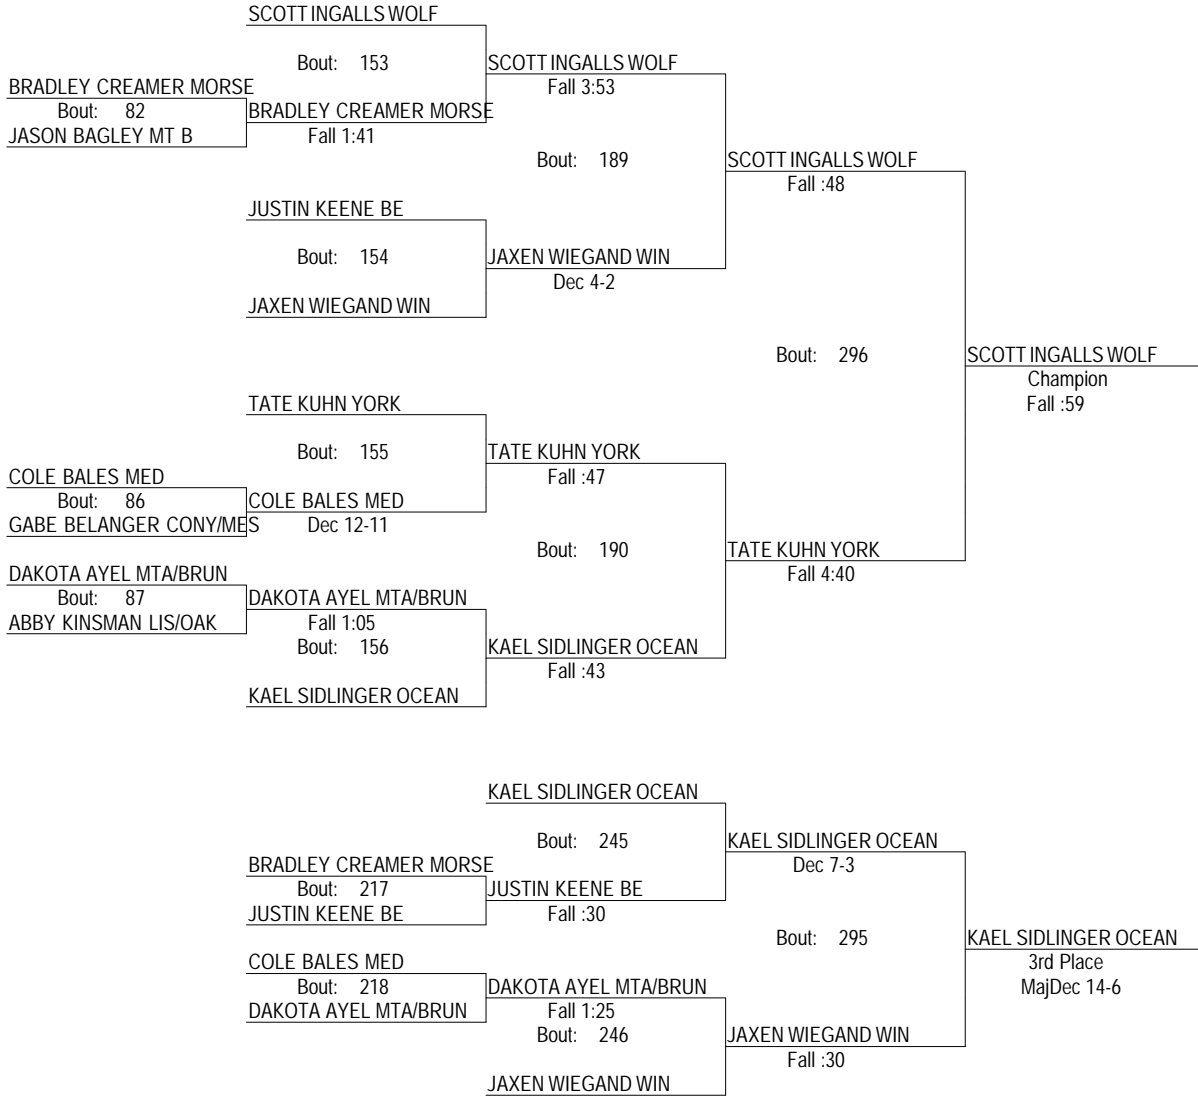 SCOTT INGALLS WOLF
Bout: 153
SCOTT INGALLS WOLF
BRADLEY CREAMER MORSE
Fall 3:53
Bout: 82
BRADLEY CREAMER MORSE
JASON BAGLEY MT B
Fall 1:41
Bout: 189
SCOTT INGALLS WOLF
Fall :48
JUSTIN KEENE BE
Bout: 154
JAXEN WIEGAND WIN
Dec 4-2
JAXEN WIEGAND WIN
Bout: 296
SCOTT INGALLS WOLF
Champion
Fall :59
TATE KUHN YORK
Bout: 155
TATE KUHN YORK
COLE BALES MED
Fall :47
Bout: 86
COLE BALES MED
GABE BELANGER CONY/MES
Dec 12-11
Bout: 190
TATE KUHN YORK
DAKOTA AYEL MTA/BRUN
Fall 4:40
Bout: 87
DAKOTA AYEL MTA/BRUN
ABBY KINSMAN LIS/OAK
Fall 1:05
Bout: 156
KAEL SIDLINGER OCEAN
Fall :43
KAEL SIDLINGER OCEAN
KAEL SIDLINGER OCEAN
Bout: 245
KAEL SIDLINGER OCEAN
BRADLEY CREAMER MORSE
Dec 7-3
Bout: 217
JUSTIN KEENE BE
JUSTIN KEENE BE
Fall :30
Bout: 295
KAEL SIDLINGER OCEAN
COLE BALES MED
3rd Place
Bout: 218
DAKOTA AYEL MTA/BRUN
MajDec 14-6
DAKOTA AYEL MTA/BRUN
Fall 1:25
Bout: 246
JAXEN WIEGAND WIN
Fall :30
JAXEN WIEGAND WIN